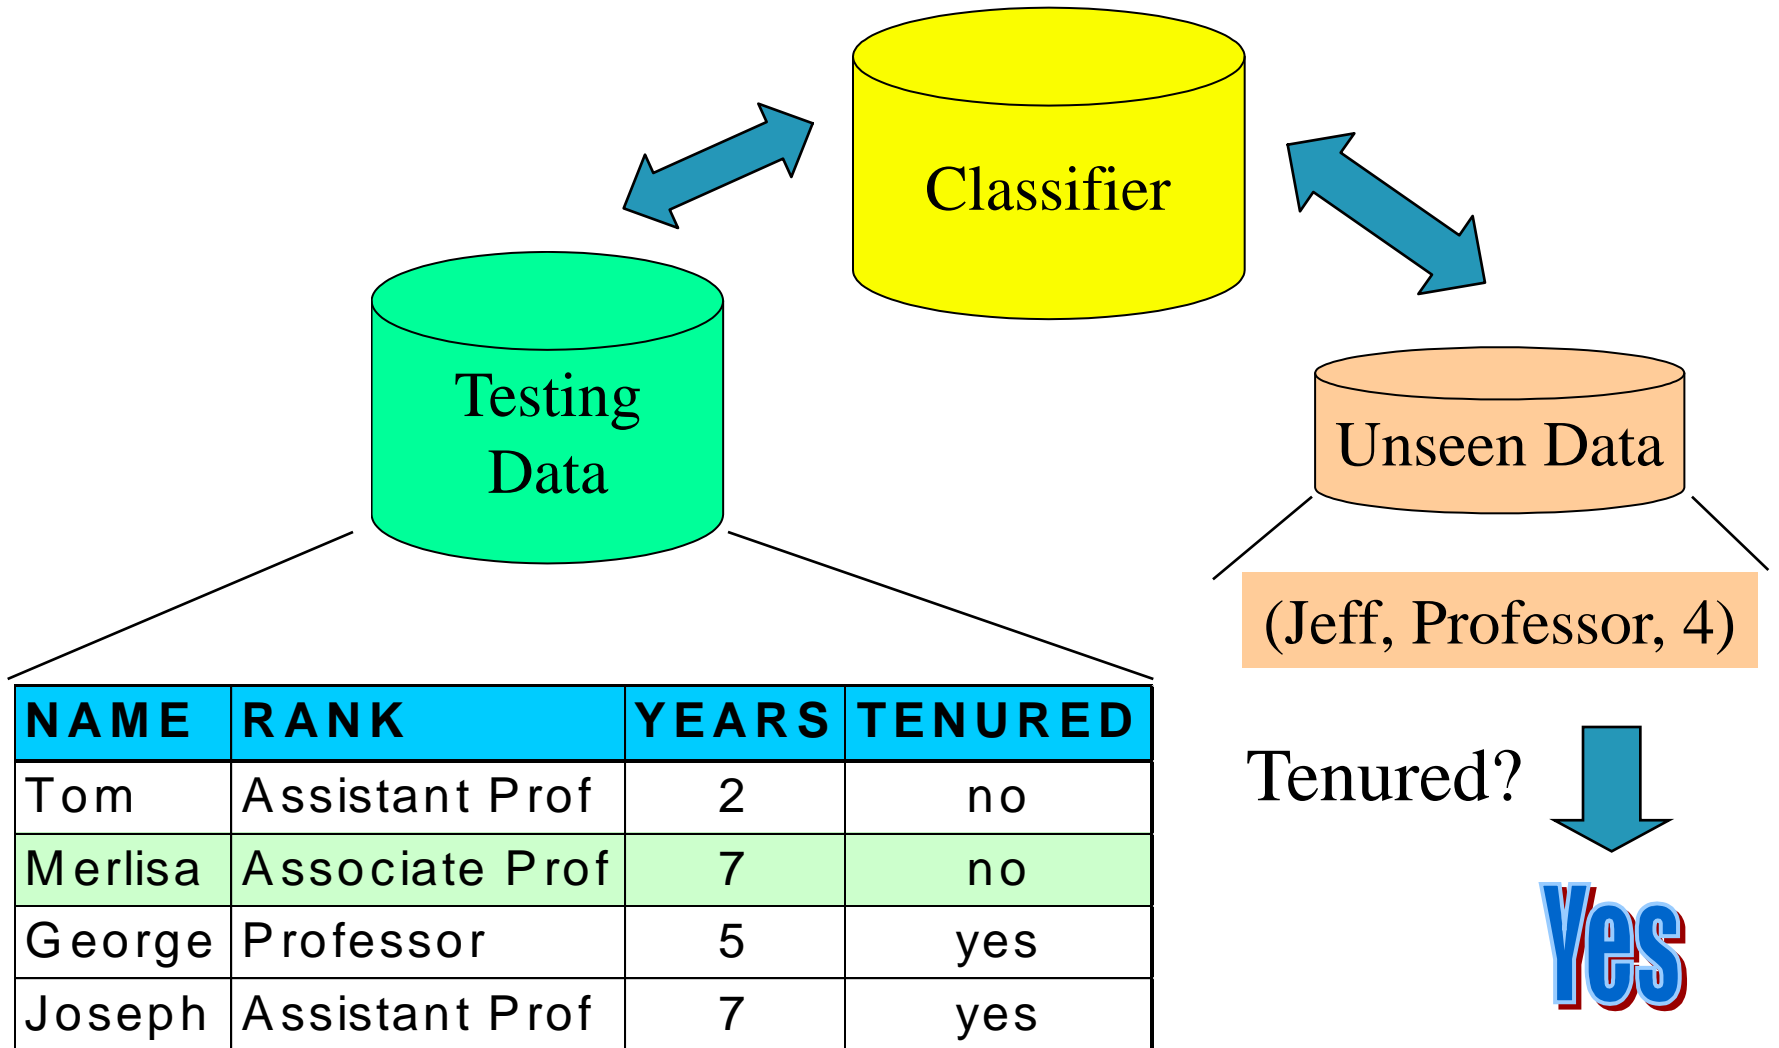 Classifier
Testing
Data
Unseen Data
(Jeff, Professor, 4)
NAME RANK YEARS TENURED
Tom Assistant Prof 2 no
Merlisa Associate Prof 7 no
George Professor 5 yes
Joseph Assistant Prof 7 yes
Tenured?
Yes